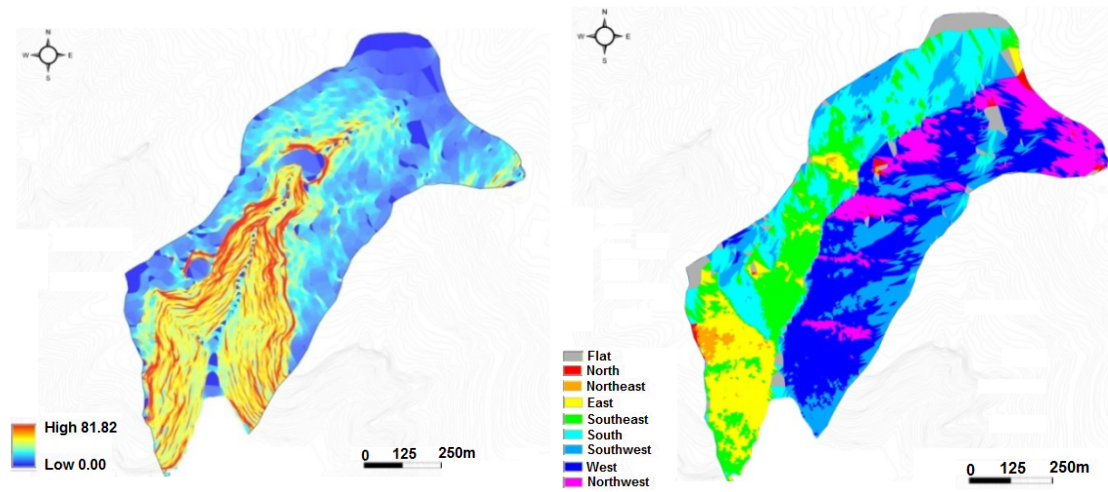 N
W E
S
High 81.82
Low 0.00
0 125 250m
N
W E
S
Flat
North
Northeast
East
Southeast
South
Southwest
West
Northwest
0 125 250m